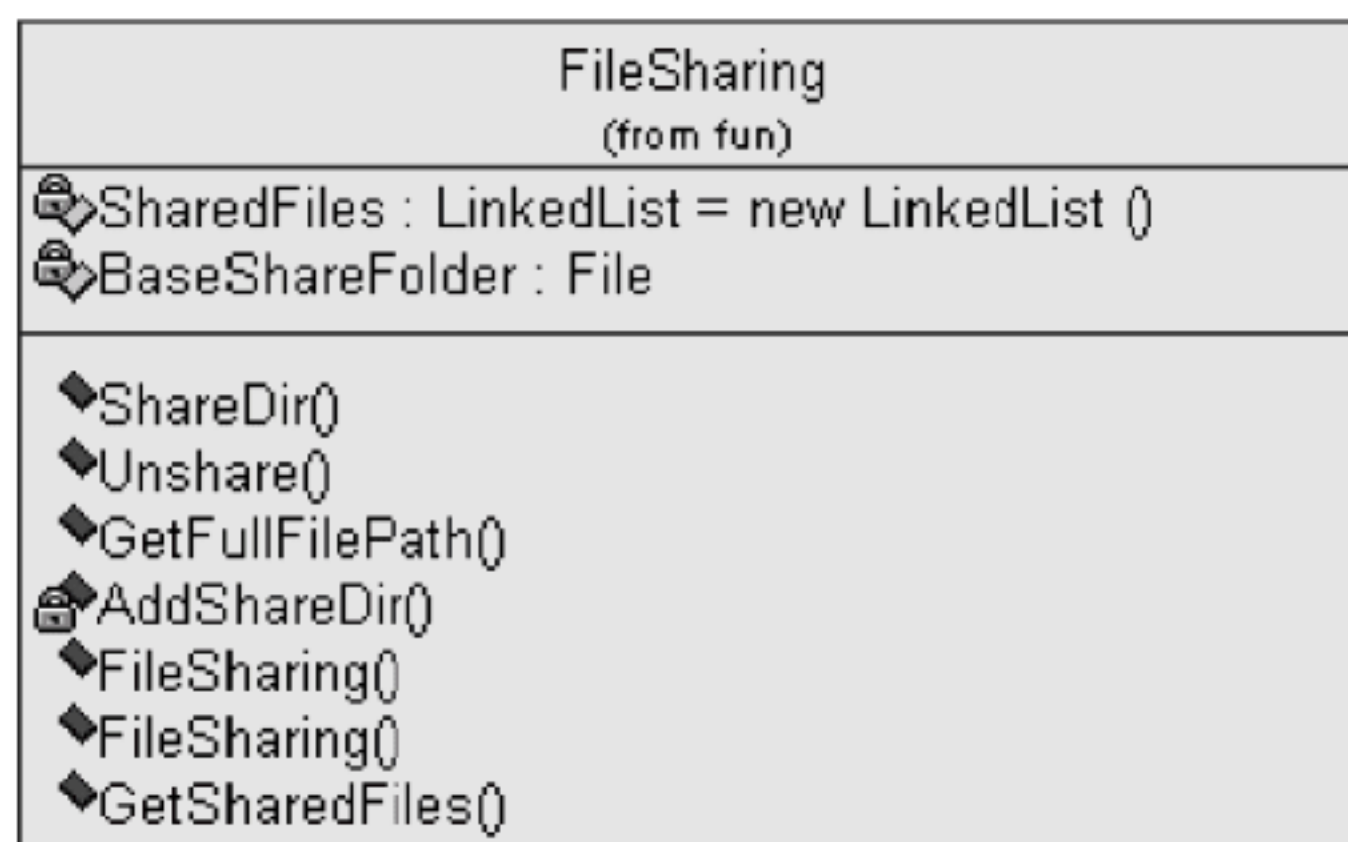 FileSharing
(from fun)
SharedFiles : LinkedList = new LinkedList ()
BaseShareFolder : File
ShareDir()
Unshare()
GetFullFilePath()
AddShareDir()
FileSharing()
FileSharing()
GetSharedFiles()